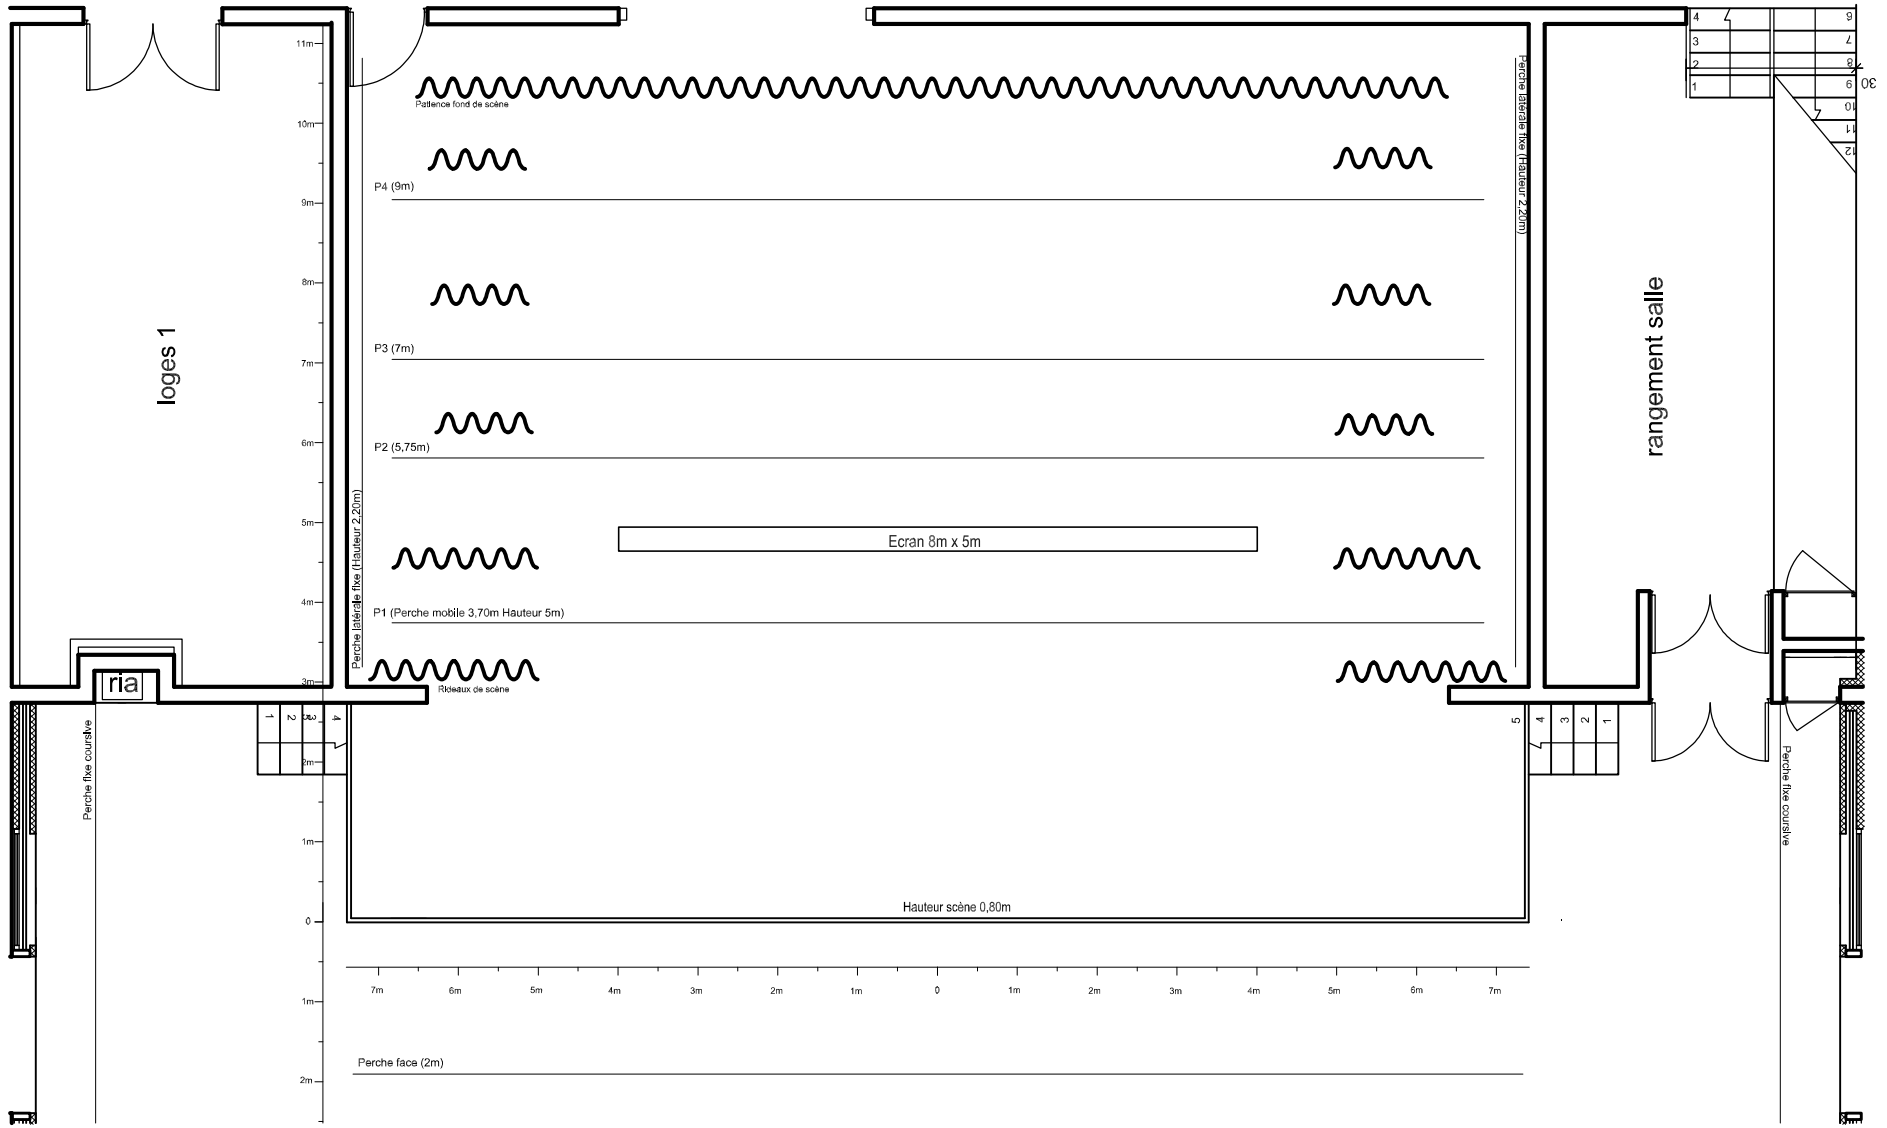 11m
10m
9m
8m
7m
6m
5m
4m
3m
2m
1m
0
1m
2m
Patience fond de scène
P4 (9m)
P3 (7m)
P2 (5,75m)
Ecran 8m x 5m
P1 (Perche mobile 3,70m Hauteur 5m)
Rideaux de scène
Perche latérale fixe (Hauteur 2,20m)
Perche latérale fixe (Hauteur 2,20m)
loges 1
rangement salle
ria
4
3
2
1
6
7
8
9
10
11
12
30
1
2
3
4
5
4
3
2
1
Perche fixe coursive
Perche fixe coursive
Hauteur scène 0,80m
7m 6m 5m 4m 3m 2m 1m 0 1m 2m 3m 4m 5m 6m 7m
Perche face (2m)